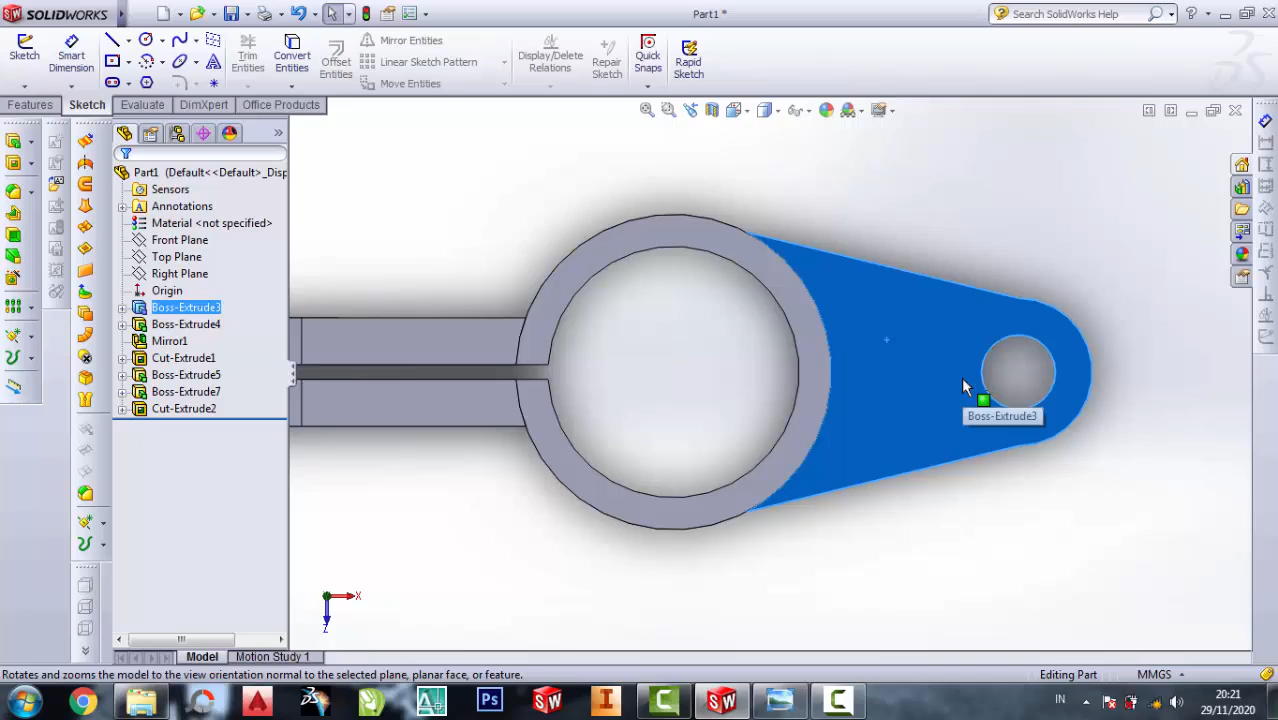 SOLIDWORKS
Part1 *
Search SolidWorks Help
Sketch
Smart Dimension
Trim Entities
Convert Entities
Offset Entities
Mirror Entities
Linear Sketch Pattern
Move Entities
Display/Delete Relations
Repair Sketch
Quick Snaps
Rapid Sketch
Features
Sketch
Evaluate
DimXpert
Office Products
Part1 (Default<<Default>_Disp
Sensors
Annotations
Material <not specified>
Front Plane
Top Plane
Right Plane
Origin
Boss-Extrude3
Boss-Extrude4
Mirror1
Cut-Extrude1
Boss-Extrude5
Boss-Extrude7
Cut-Extrude2
Boss-Extrude3
X
Z
Model
Motion Study 1
Rotates and zooms the model to the view orientation normal to the selected plane, planar face, or feature.
Editing Part
MMGS
IN
20:21
29/11/2020